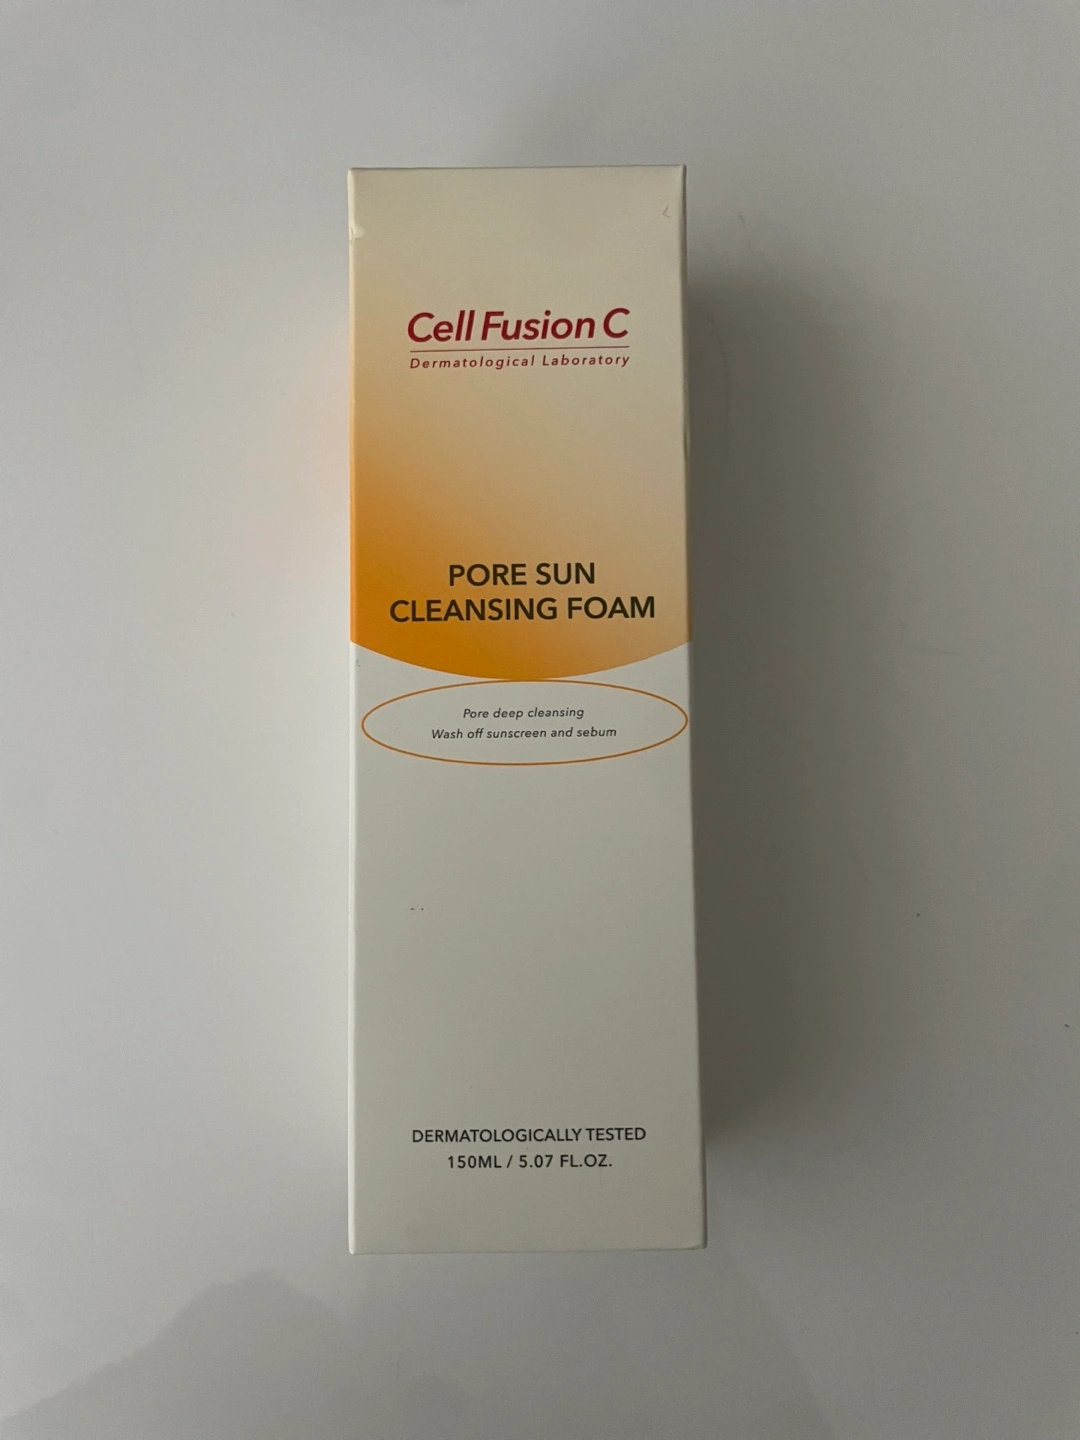 Cell Fusion C
Dermatological Laboratory
PORE SUN
CLEANSING FOAM
Pore deep cleansing
Wash off sunscreen and sebum
DERMATOLOGICALLY TESTED
150ML / 5.07 FL.OZ.